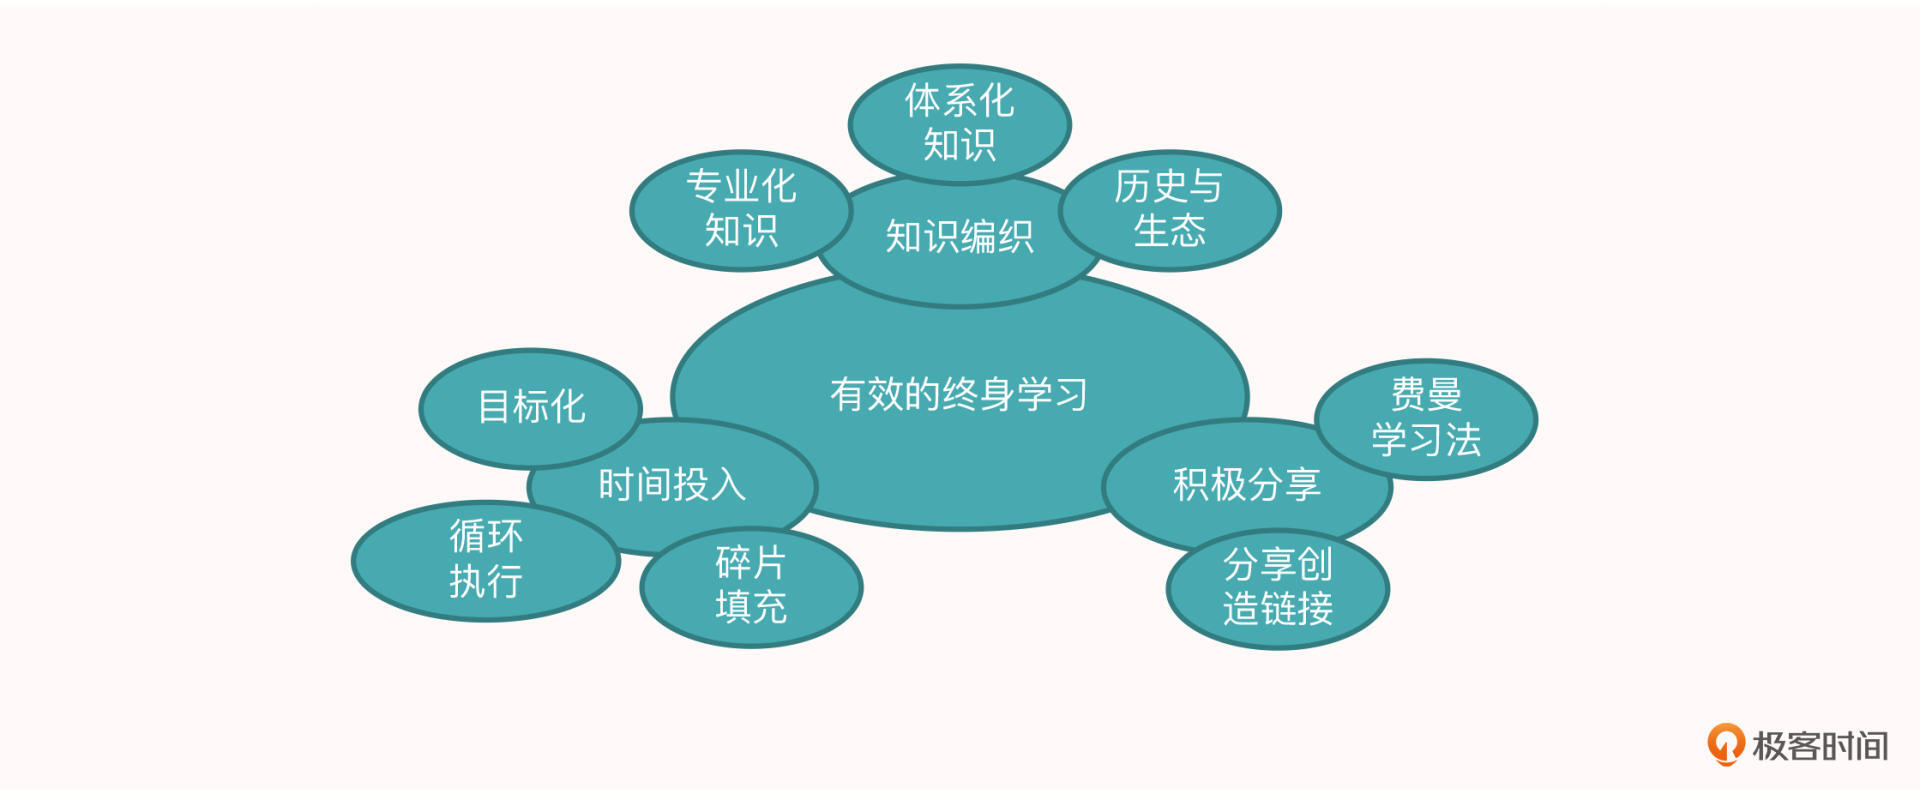 体系化
知识
专业化
知识
历史与
生态
知识编织
有效的终身学习
目标化
时间投入
循环
执行
碎片
填充
费曼
学习法
积极分享
分享创
造链接
极客时间